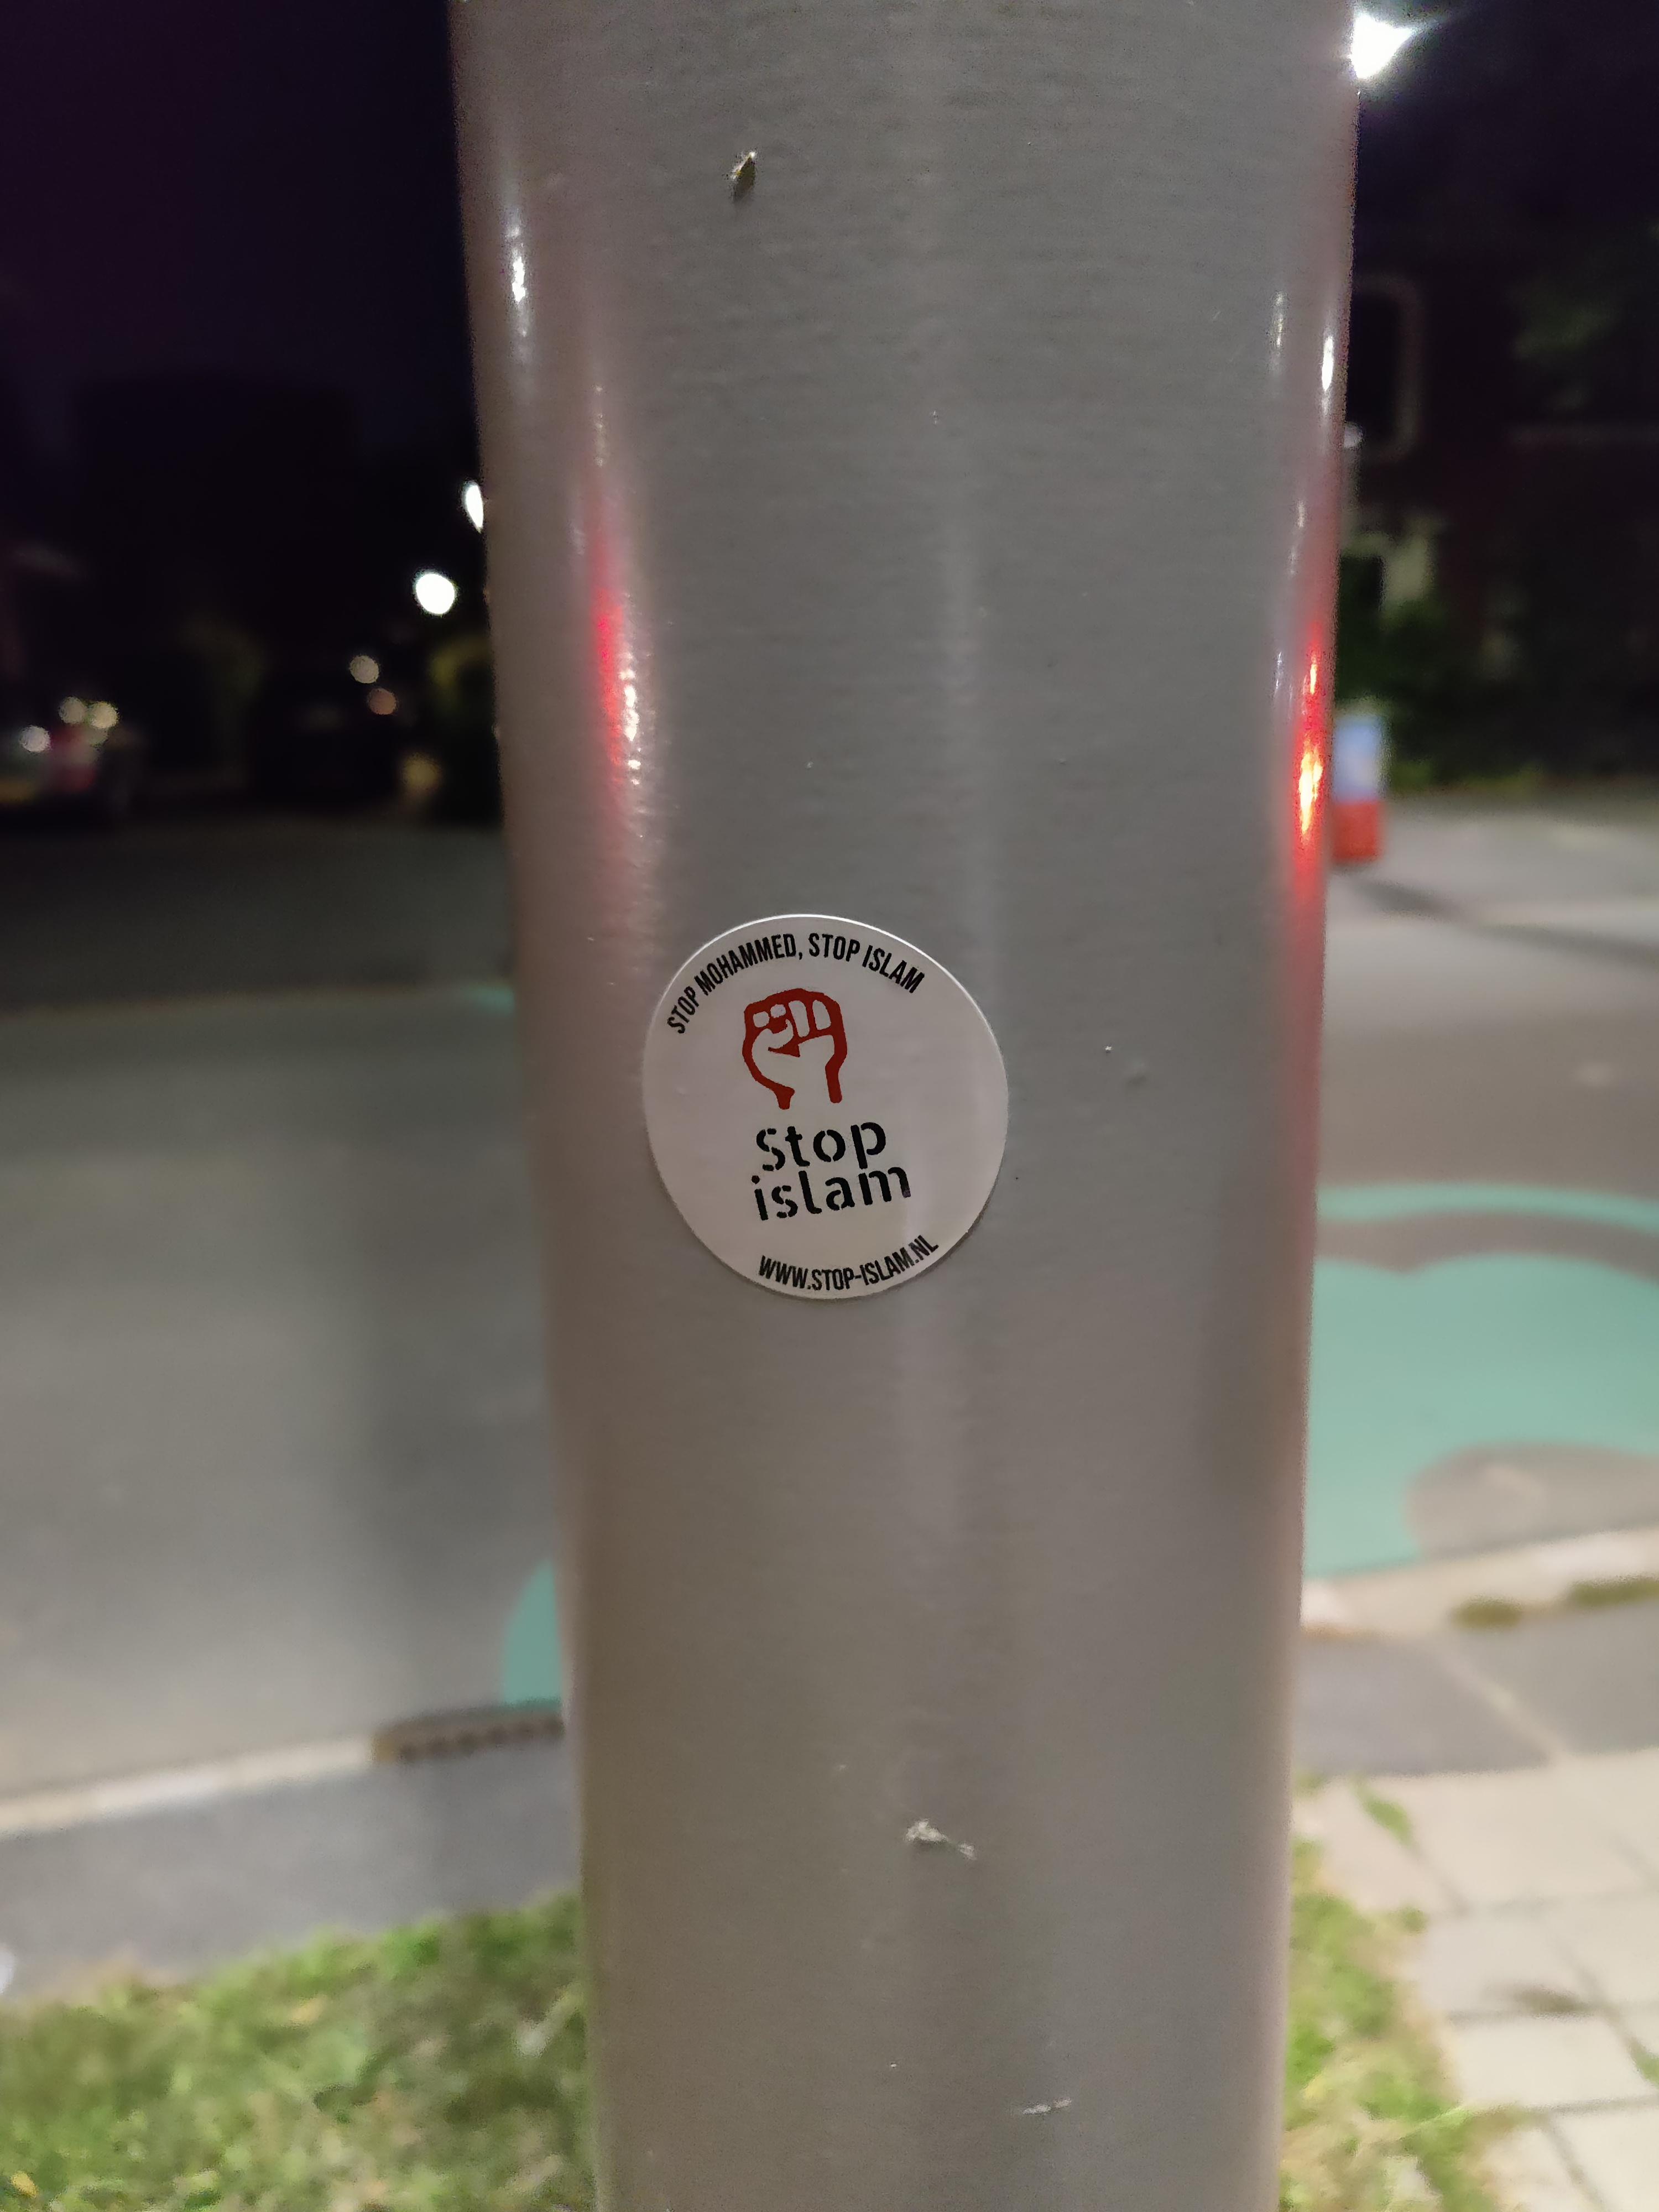 STOP MOHAMMED, STOP ISLAM
Stop
islam
WWW.STOP-ISLAM.NL